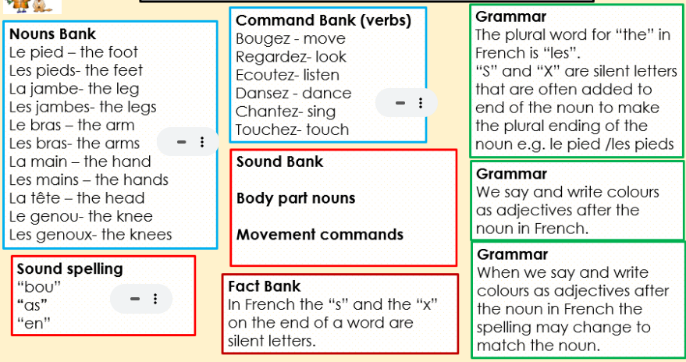 Nouns Bank
Le pied – the foot
Les pieds- the feet
La jambe- the leg
Les jambes- the legs
Le bras – the arm
Les bras- the arms
La main – the hand
Les mains – the hands
La tête – the head
Le genou- the knee
Les genoux- the knees
Sound spelling
“bou”
“as”
“en”
Command Bank (verbs)
Bougez - move
Regardez- look
Ecoutez- listen
Dansez - dance
Chantez- sing
Touchez- touch
Sound Bank
Body part nouns
Movement commands
Fact Bank
In French the “s” and the “x”
on the end of a word are
silent letters.
Grammar
The plural word for “the” in
French is “les”.
“S” and “X” are silent letters
that are often added to
end of the noun to make
the plural ending of the
noun e.g. le pied /les pieds
Grammar
We say and write colours
as adjectives after the
noun in French.
Grammar
When we say and write
colours as adjectives after
the noun in French the
spelling may change to
match the noun.